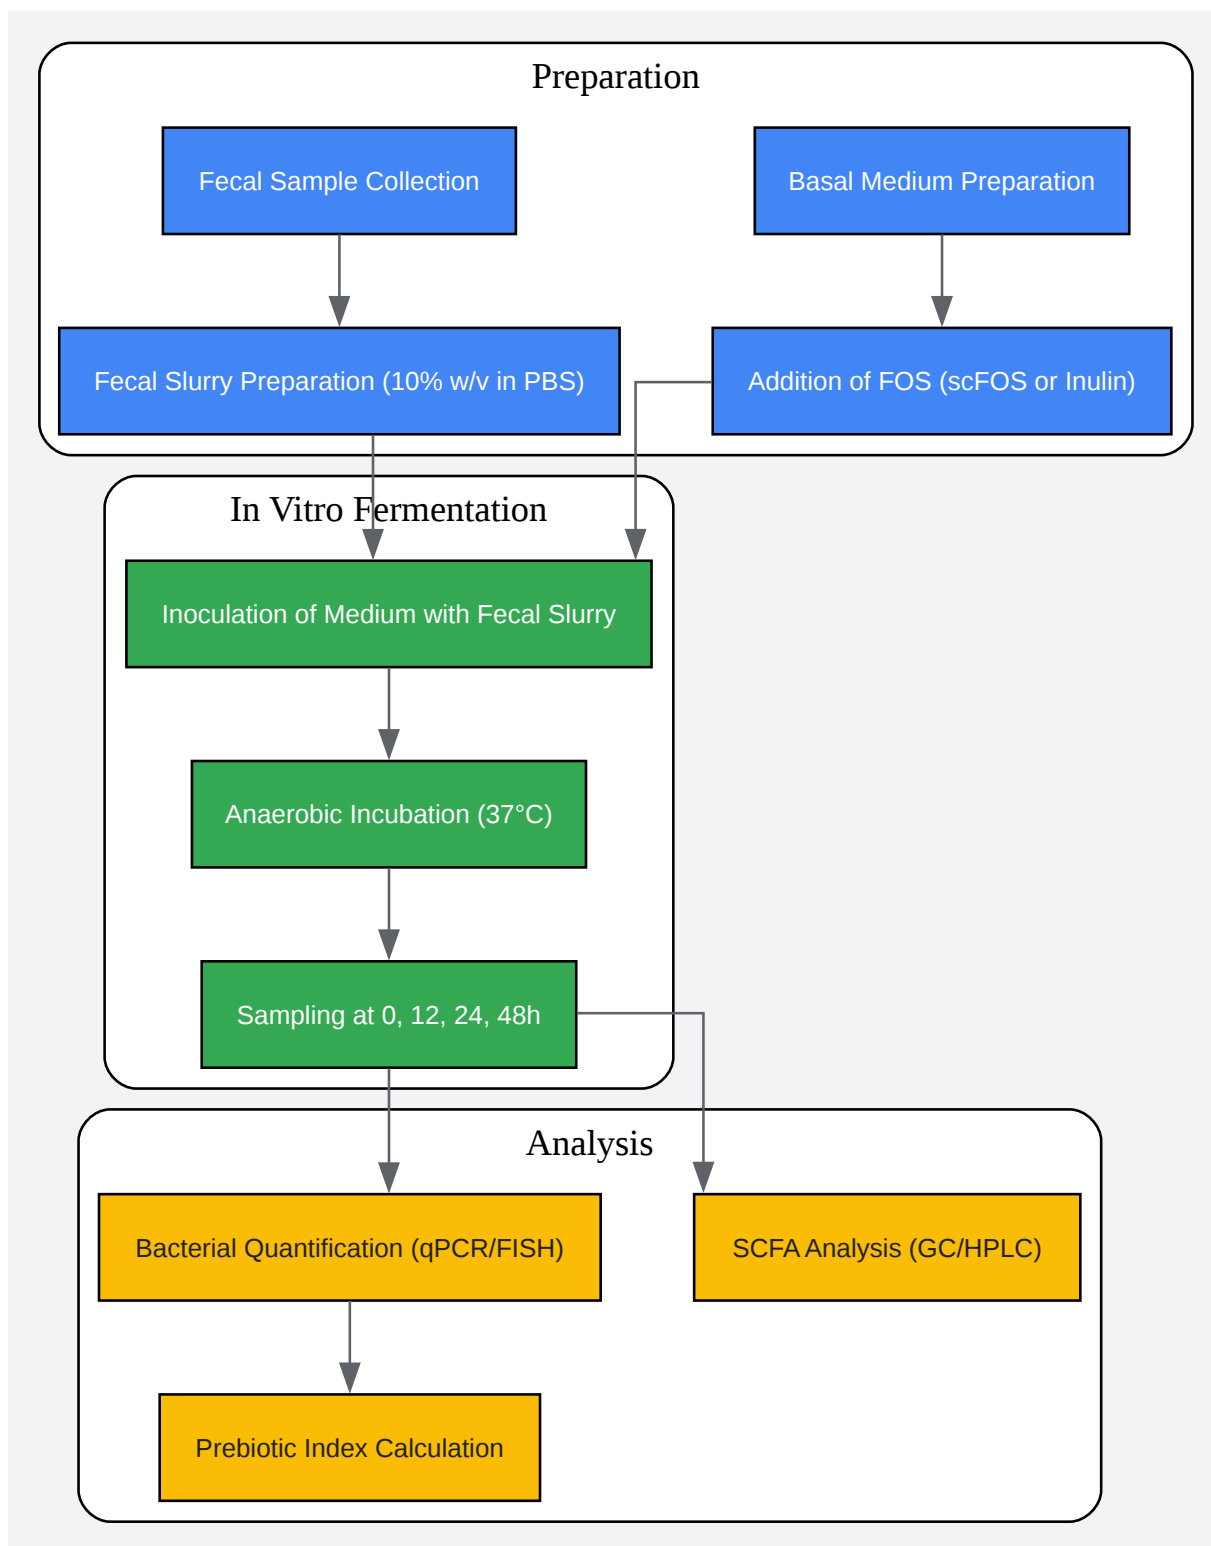 Preparation
Fecal Sample Collection
Basal Medium Preparation
Fecal Slurry Preparation (10% w/v in PBS)
Addition of FOS (scFOS or Inulin)
In Vitro Fermentation
Inoculation of Medium with Fecal Slurry
Anaerobic Incubation (37°C)
Sampling at 0, 12, 24, 48h
Analysis
Bacterial Quantification (qPCR/FISH)
SCFA Analysis (GC/HPLC)
Prebiotic Index Calculation